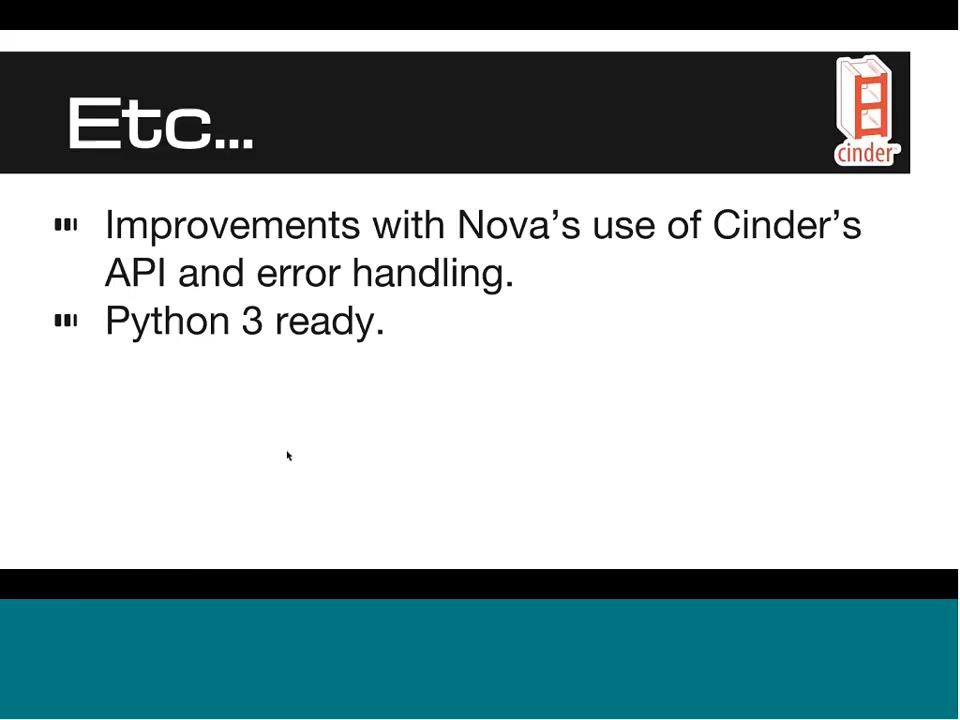 Etc...
cinder
Improvements with Nova’s use of Cinder’s
API and error handling.
Python 3 ready.